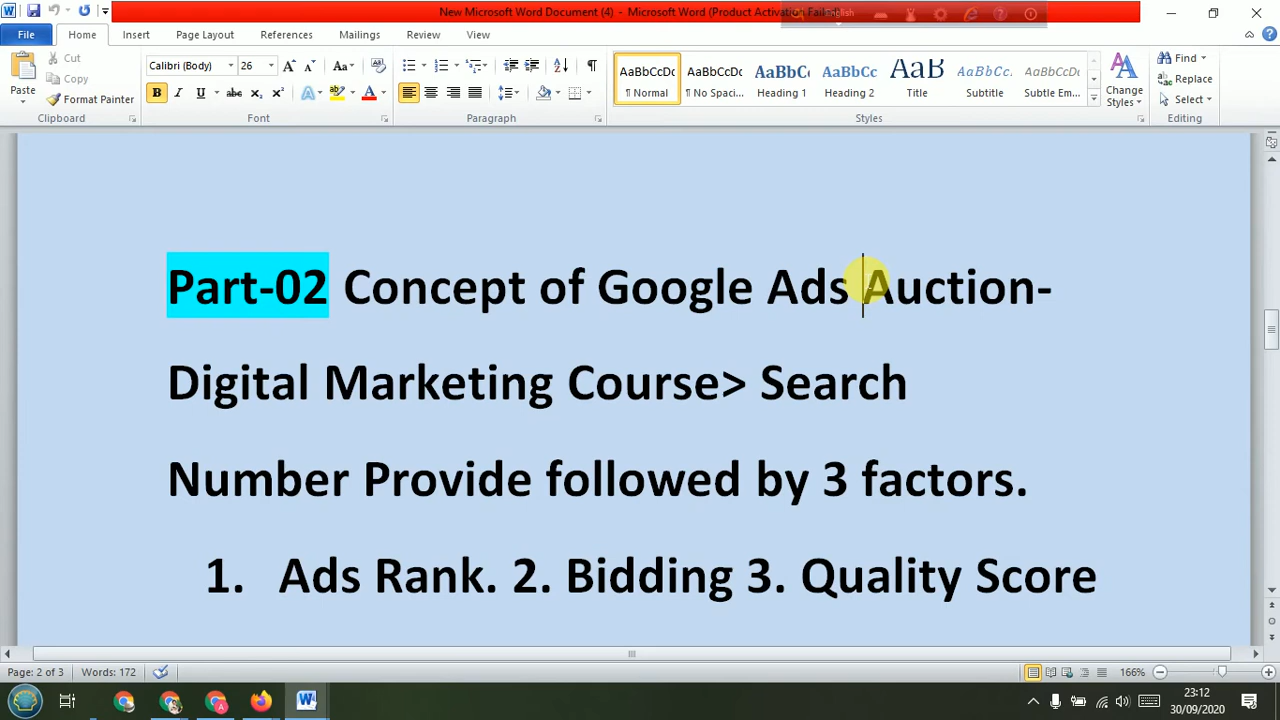 New Microsoft Word Document (4) - Microsoft Word (Product Activation Failed)
English
File Home Insert Page Layout References Mailings Review View
Paste
Cut
Copy
Format Painter
Clipboard
Calibri (Body) 26
Font
Paragraph
AaBbCcDc AaBbCcDc AaBbC AaBbCc AaB AaBbCc. AaBbCcDc
¶ Normal ¶ No Spaci... Heading 1 Heading 2 Title Subtitle Subtle Em...
Change Styles
Styles
Find
Replace
Select
Editing
Part-02 Concept of Google Ads Auction-
Digital Marketing Course> Search
Number Provide followed by 3 factors.
1. Ads Rank. 2. Bidding 3. Quality Score
Page: 2 of 3 Words: 172 166%
23:12
30/09/2020